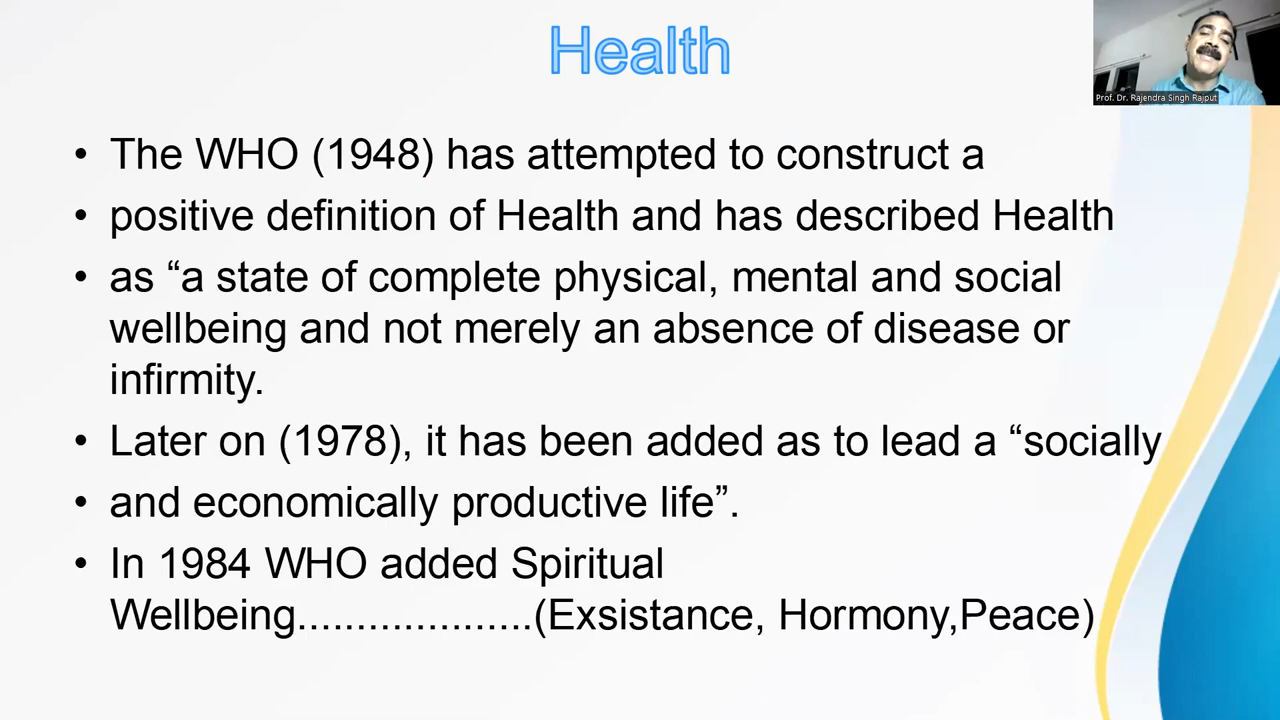 Health
Prof. Dr. Rajendra Singh Rajput
• The WHO (1948) has attempted to construct a
• positive definition of Health and has described Health
• as “a state of complete physical, mental and social
wellbeing and not merely an absence of disease or
infirmity.
• Later on (1978), it has been added as to lead a “socially
• and economically productive life”.
• In 1984 WHO added Spiritual
Wellbeing....................(Exsistance, Hormony,Peace)